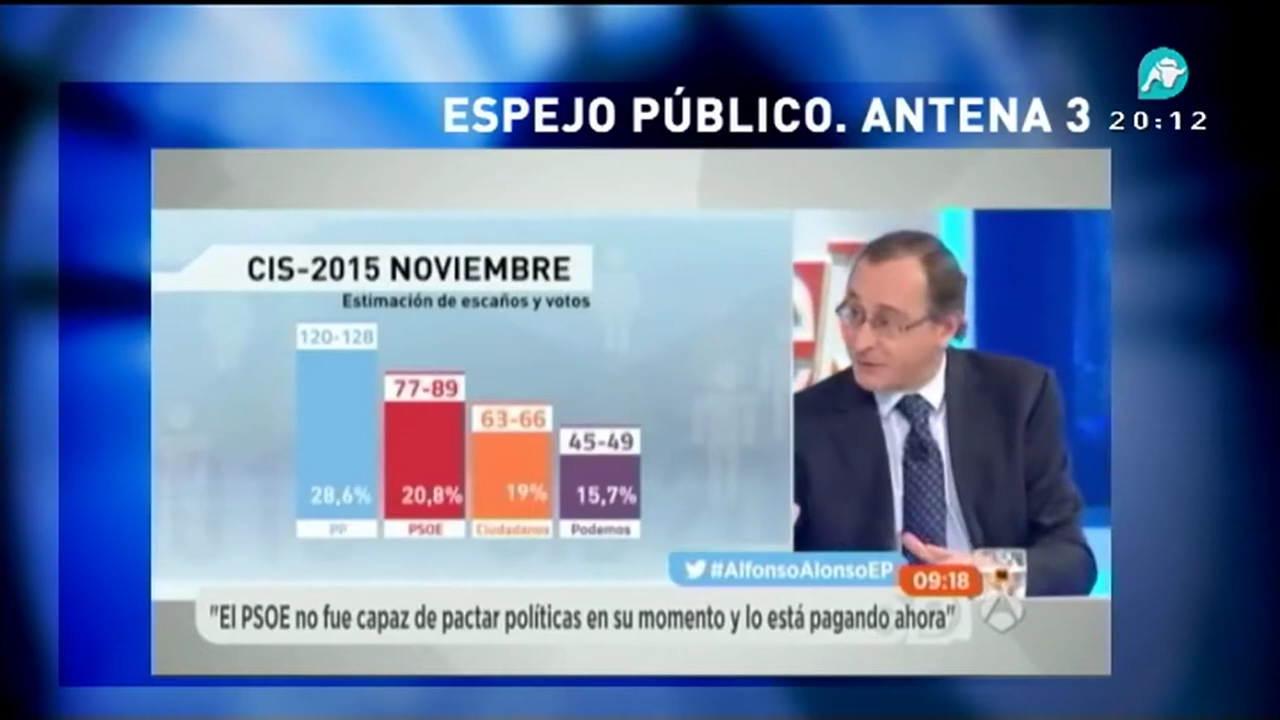 ESPEJO PÚBLICO. ANTENA 3
20:12
CIS-2015 NOVIEMBRE
Estimación de escaños y votos
120-128
77-89
63-66
45-49
28,6%
20,8%
19%
15,7%
PP
PSOE
Ciudadanos
Podemos
#AlfonsoAlonsoEP
09:18
"El PSOE no fue capaz de pactar políticas en su momento y lo está pagando ahora"